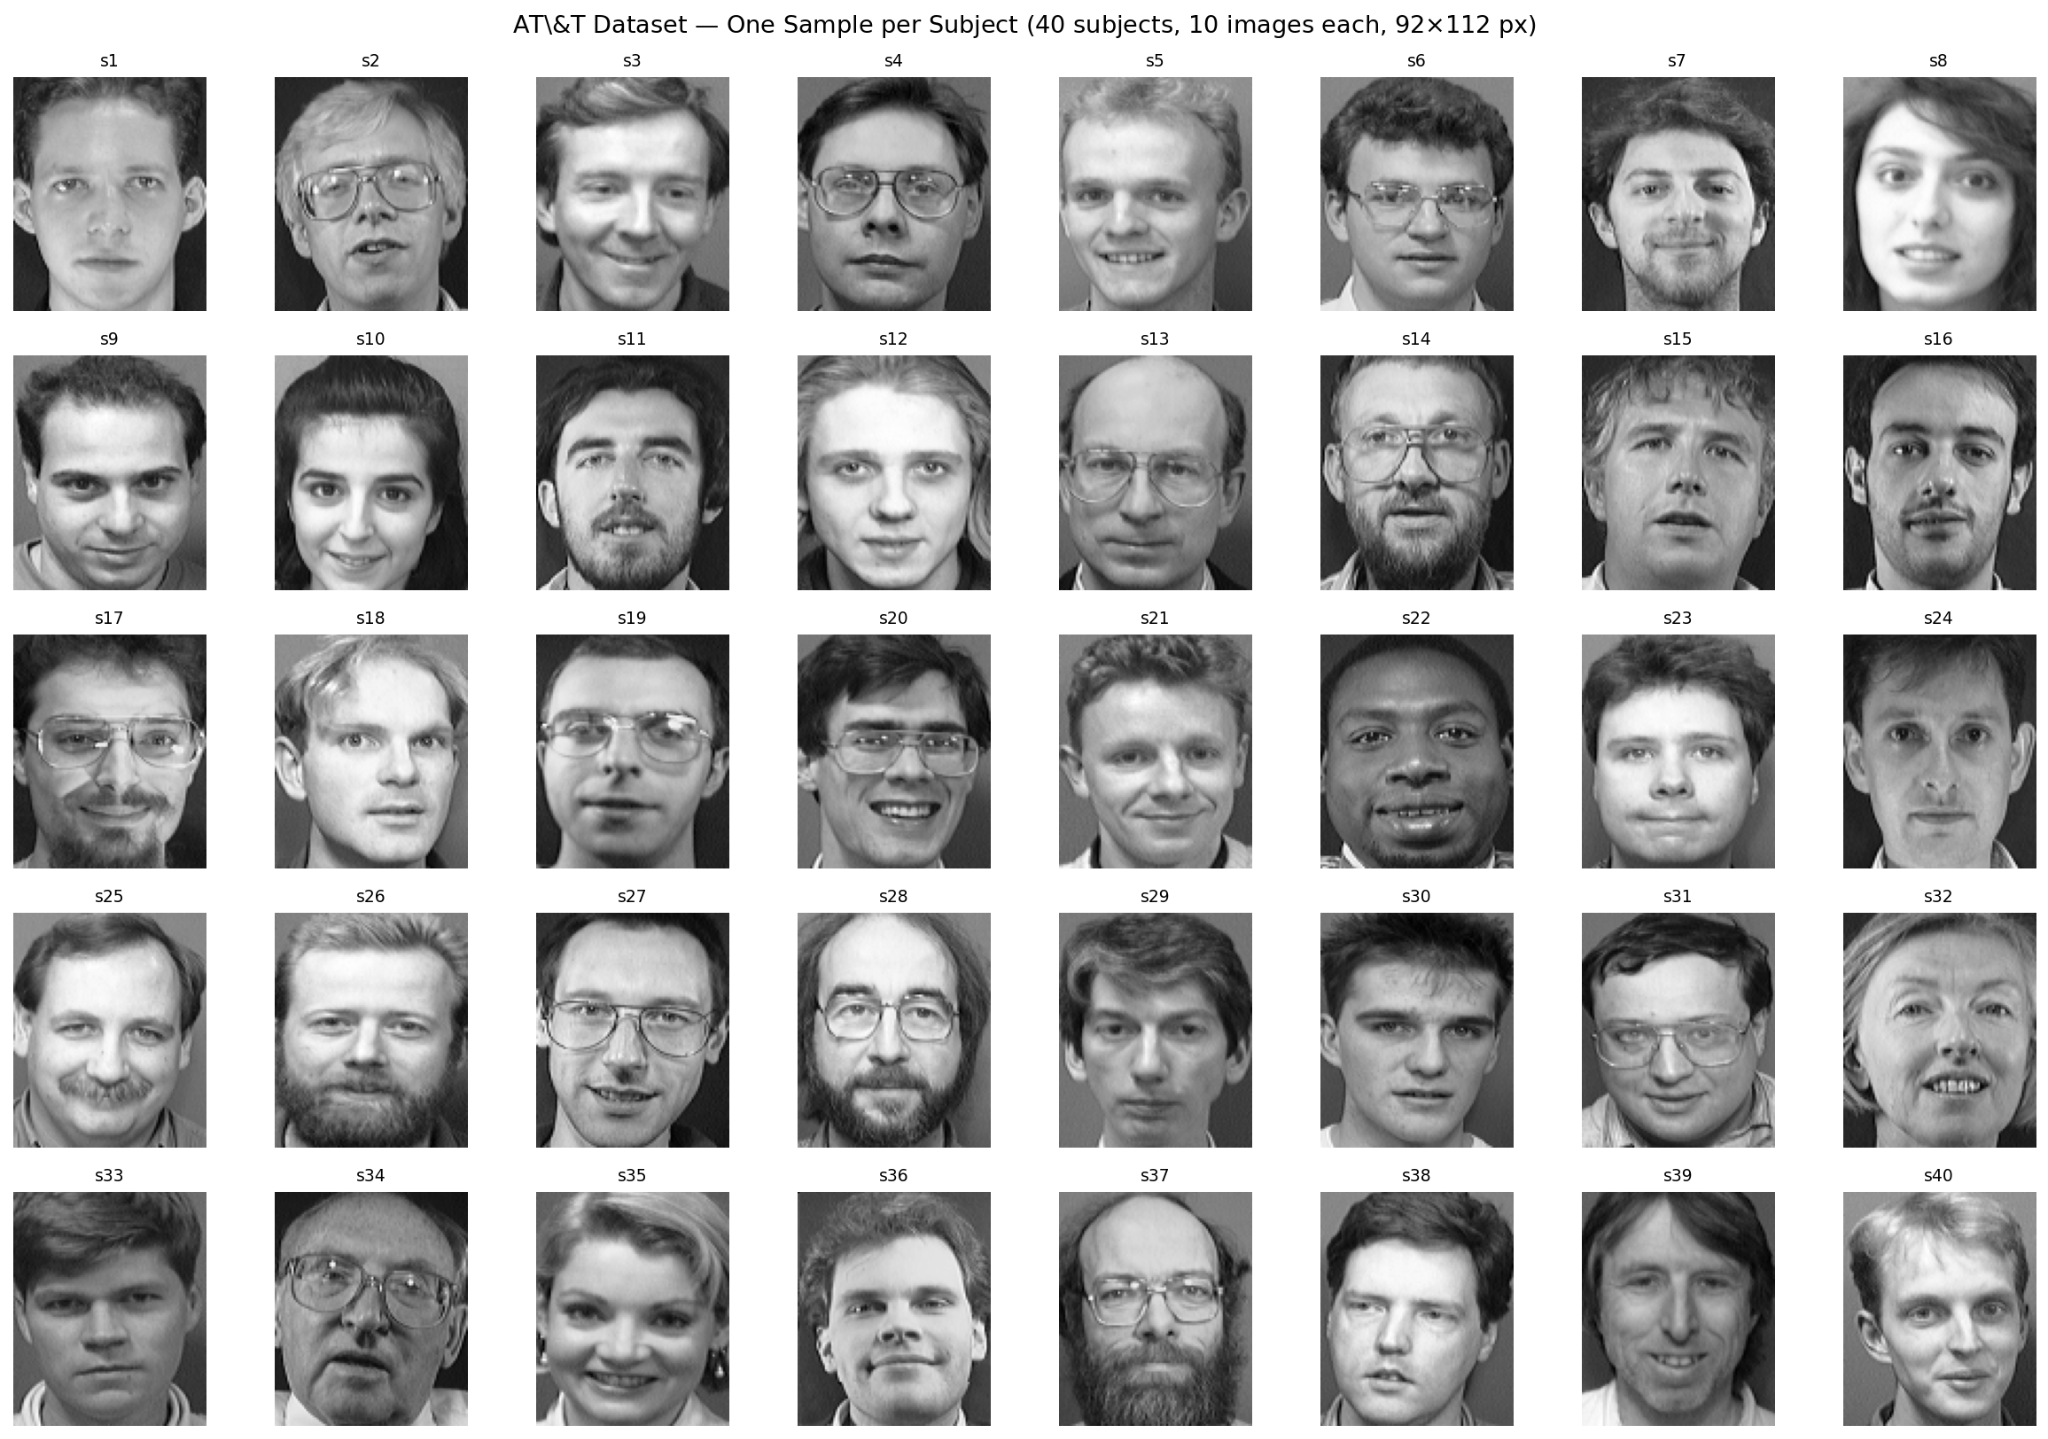 AT\&T Dataset — One Sample per Subject (40 subjects, 10 images each, 92×112 px)
s1 s2 s3 s4 s5 s6 s7 s8
s9 s10 s11 s12 s13 s14 s15 s16
s17 s18 s19 s20 s21 s22 s23 s24
s25 s26 s27 s28 s29 s30 s31 s32
s33 s34 s35 s36 s37 s38 s39 s40